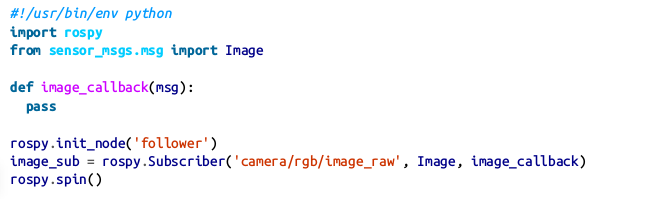 #!/usr/bin/env python
import rospy
from sensor_msgs.msg import Image

def image_callback(msg):
  pass

rospy.init_node('follower')
image_sub = rospy.Subscriber('camera/rgb/image_raw', Image, image_callback)
rospy.spin()